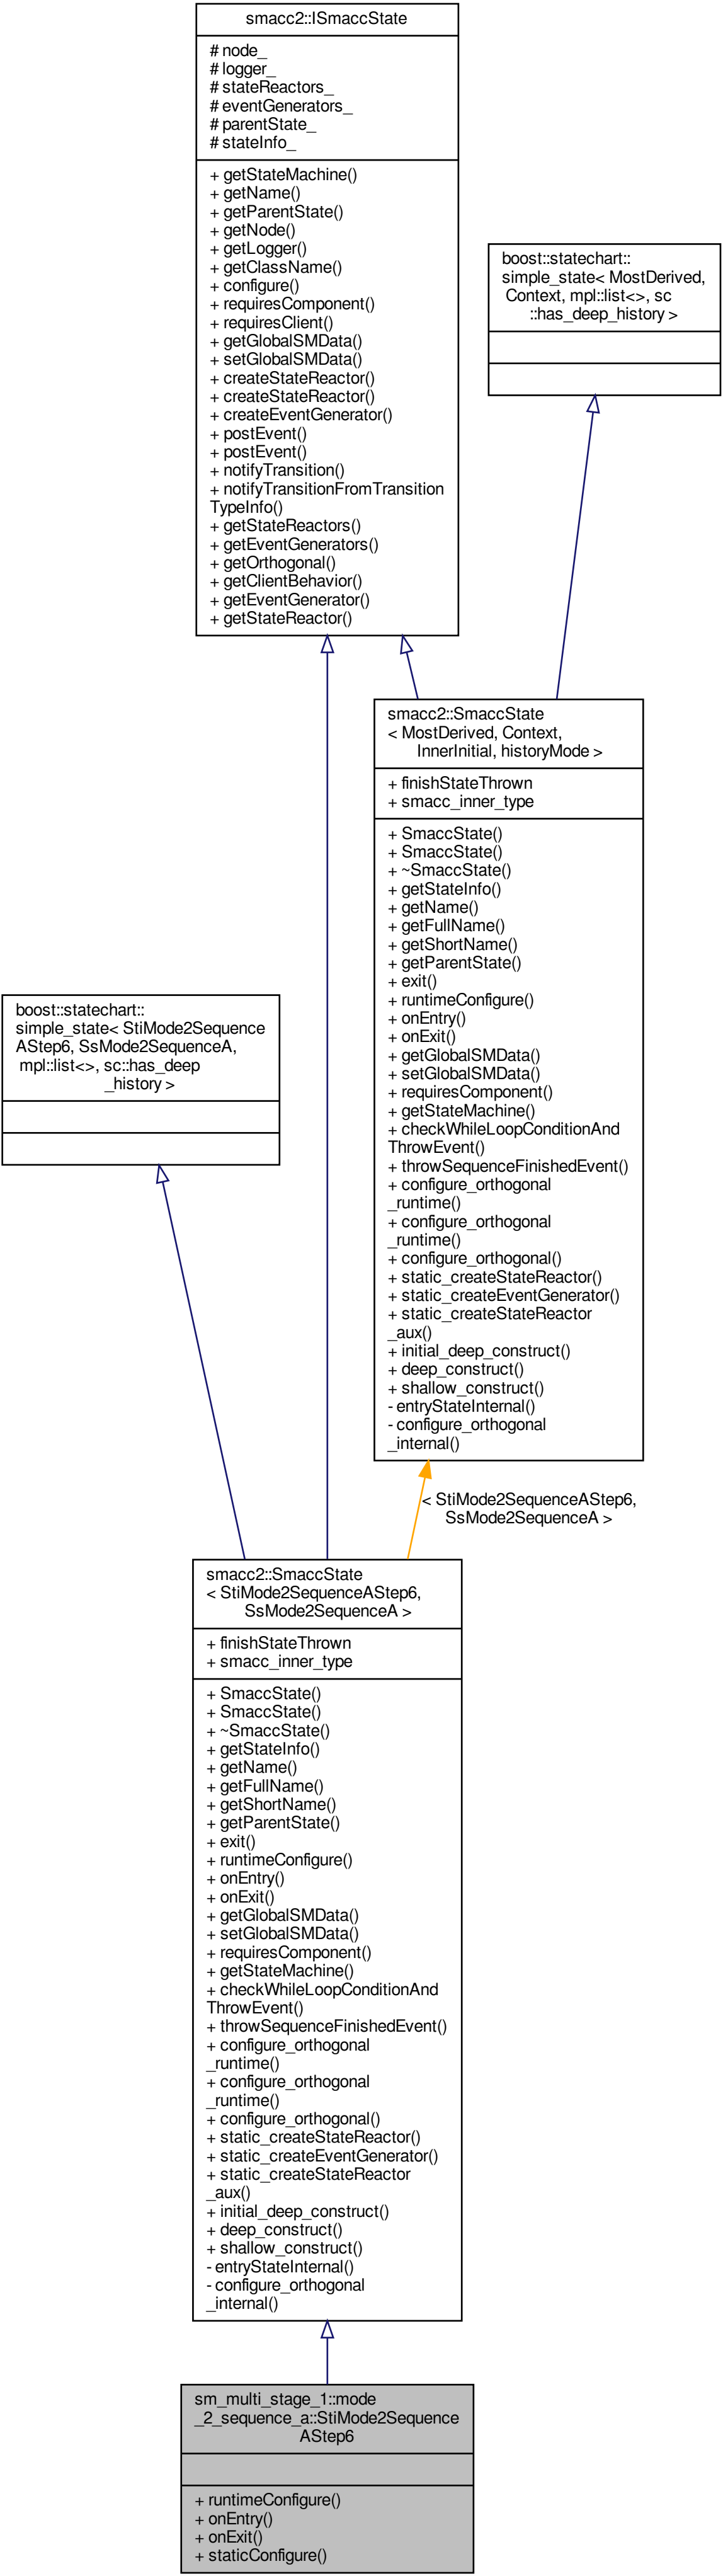 smacc2::ISmaccState
# node_
# logger_
# stateReactors_
# eventGenerators_
# parentState_
# stateInfo_
+ getStateMachine()
+ getName()
+ getParentState()
+ getNode()
+ getLogger()
+ getClassName()
+ configure()
+ requiresComponent()
+ requiresClient()
+ getGlobalSMData()
+ setGlobalSMData()
+ createStateReactor()
+ createStateReactor()
+ createEventGenerator()
+ postEvent()
+ postEvent()
+ notifyTransition()
+ notifyTransitionFromTransition
TypeInfo()
+ getStateReactors()
+ getEventGenerators()
+ getOrthogonal()
+ getClientBehavior()
+ getEventGenerator()
+ getStateReactor()
boost::statechart::
simple_state< MostDerived,
Context, mpl::list<>, sc
::has_deep_history >
smacc2::SmaccState
< MostDerived, Context,
InnerInitial, historyMode >
+ finishStateThrown
+ smacc_inner_type
+ SmaccState()
+ SmaccState()
+ ~SmaccState()
+ getStateInfo()
+ getName()
+ getFullName()
+ getShortName()
+ getParentState()
+ exit()
+ runtimeConfigure()
+ onEntry()
+ onExit()
+ getGlobalSMData()
+ setGlobalSMData()
+ requiresComponent()
+ getStateMachine()
+ checkWhileLoopConditionAnd
ThrowEvent()
+ throwSequenceFinishedEvent()
+ configure_orthogonal
_runtime()
+ configure_orthogonal
_runtime()
+ configure_orthogonal()
+ static_createStateReactor()
+ static_createEventGenerator()
+ static_createStateReactor
_aux()
+ initial_deep_construct()
+ deep_construct()
+ shallow_construct()
- entryStateInternal()
- configure_orthogonal
_internal()
boost::statechart::
simple_state< StiMode2Sequence
AStep6, SsMode2SequenceA,
mpl::list<>, sc::has_deep
_history >
< StiMode2SequenceAStep6,
SsMode2SequenceA >
smacc2::SmaccState
< StiMode2SequenceAStep6,
SsMode2SequenceA >
+ finishStateThrown
+ smacc_inner_type
+ SmaccState()
+ SmaccState()
+ ~SmaccState()
+ getStateInfo()
+ getName()
+ getFullName()
+ getShortName()
+ getParentState()
+ exit()
+ runtimeConfigure()
+ onEntry()
+ onExit()
+ getGlobalSMData()
+ setGlobalSMData()
+ requiresComponent()
+ getStateMachine()
+ checkWhileLoopConditionAnd
ThrowEvent()
+ throwSequenceFinishedEvent()
+ configure_orthogonal
_runtime()
+ configure_orthogonal
_runtime()
+ configure_orthogonal()
+ static_createStateReactor()
+ static_createEventGenerator()
+ static_createStateReactor
_aux()
+ initial_deep_construct()
+ deep_construct()
+ shallow_construct()
- entryStateInternal()
- configure_orthogonal
_internal()
sm_multi_stage_1::mode
_2_sequence_a::StiMode2Sequence
AStep6
+ runtimeConfigure()
+ onEntry()
+ onExit()
+ staticConfigure()